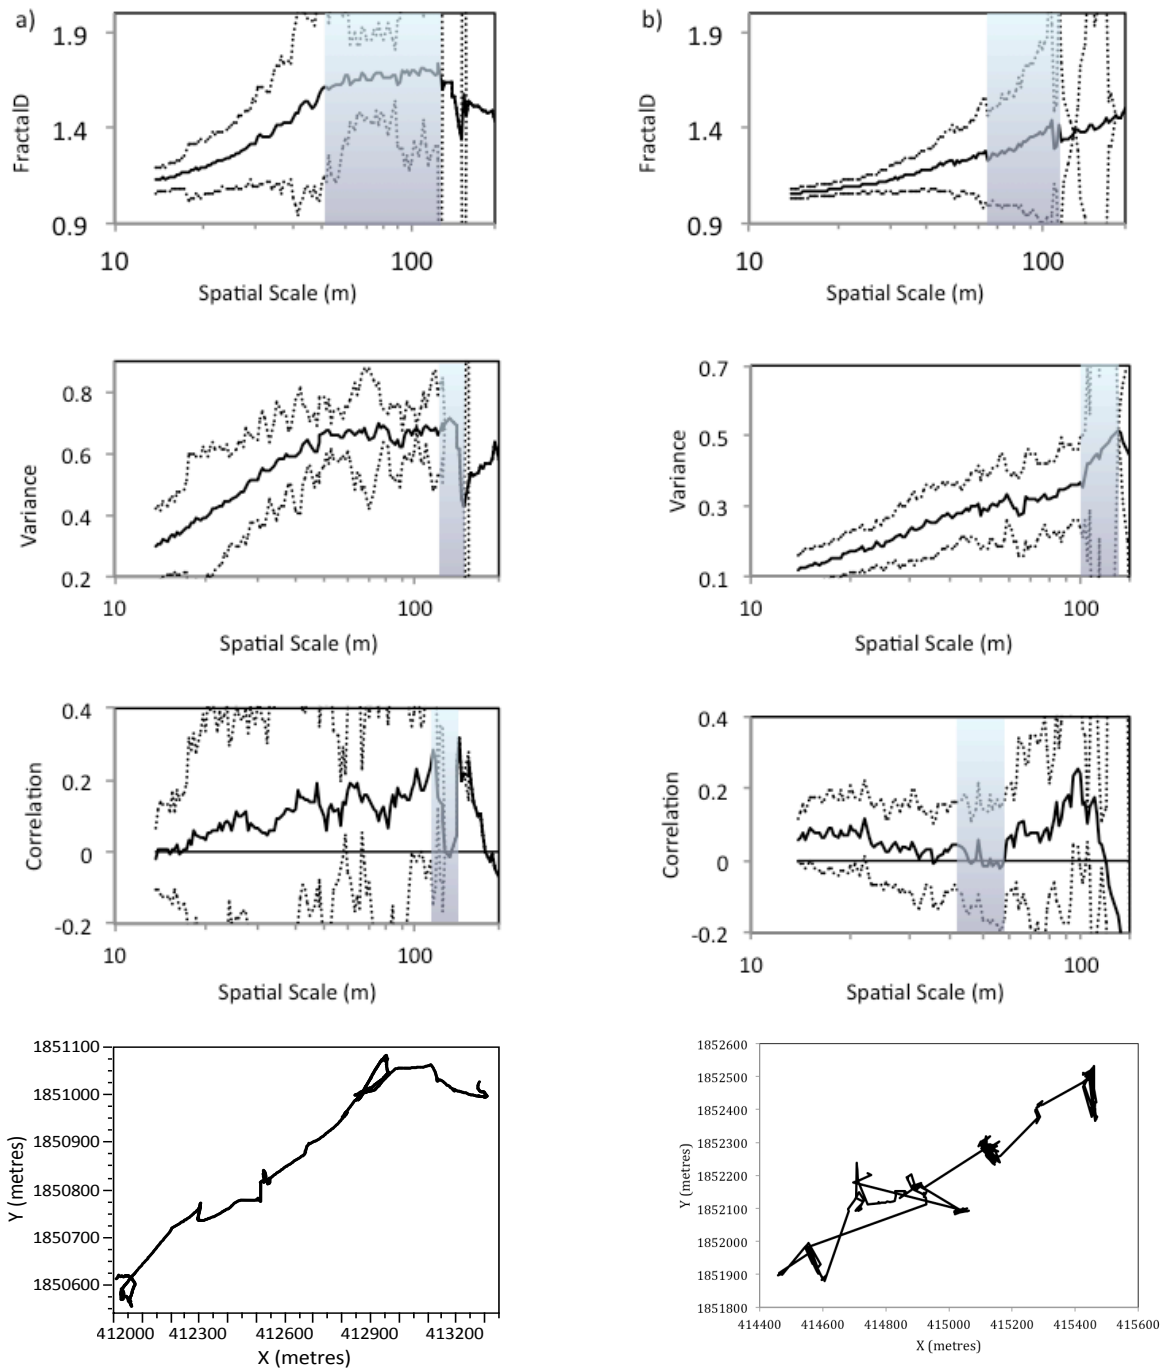 a)
1.9
1.4
0.9
FractalD
10 100
Spatial Scale (m)
b)
1.9
1.4
0.9
FractalD
10 100
Spatial Scale (m)
0.8
0.6
0.4
0.2
Variance
10 100
Spatial Scale (m)
0.7
0.5
0.3
0.1
Variance
10 100
Spatial Scale (m)
0.4
0.2
0
-0.2
Correlation
10 100
Spatial Scale (m)
0.4
0.2
0
-0.2
Correlation
10 100
Spatial Scale (m)
1851100
1851000
1850900
1850800
1850700
1850600
Y (metres)
412000 412300 412600 412900 413200
X (metres)
1852600
1852500
1852400
1852300
1852200
1852100
1852000
1851900
1851800
Y (metres)
414400 414600 414800 415000 415200 415400 415600
X (metres)